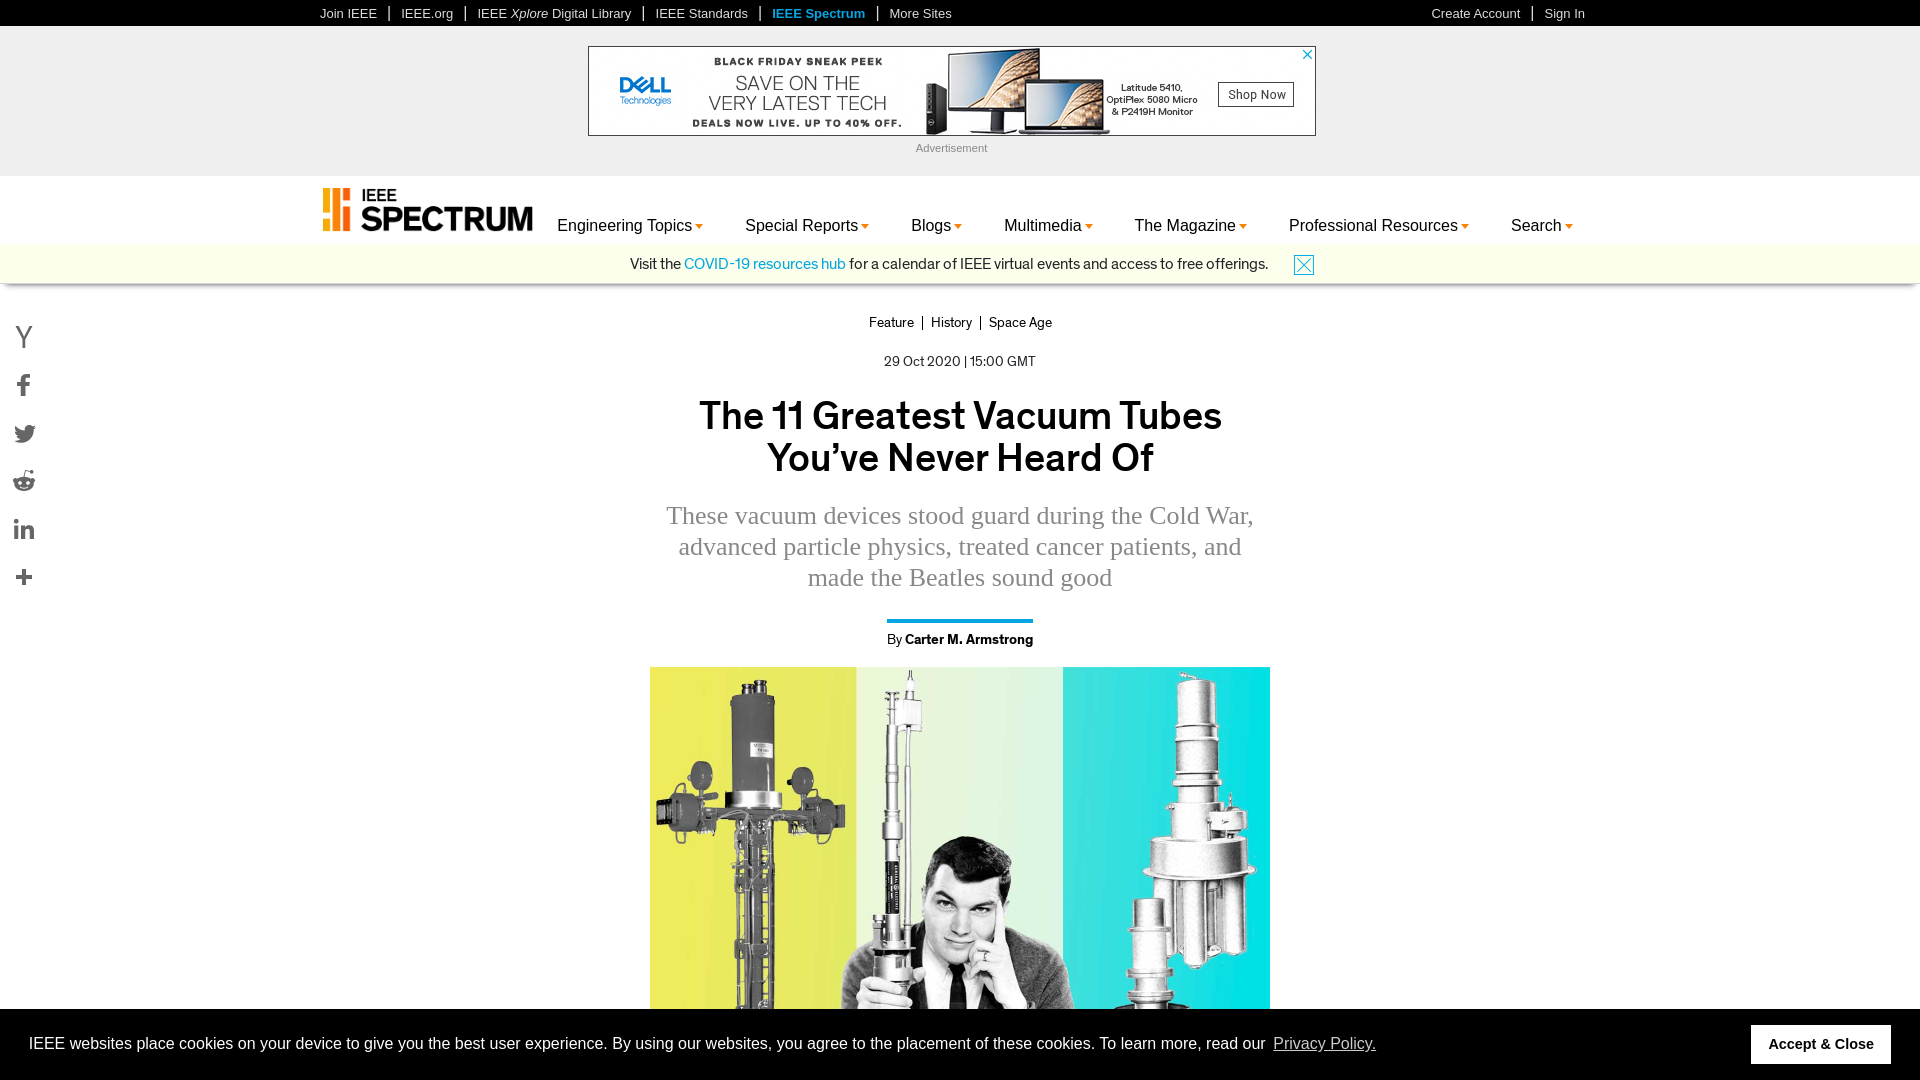 Join IEEE | IEEE.org | IEEE Xplore Digital Library | IEEE Standards | IEEE Spectrum | More Sites
Create Account | Sign In
DELL
Technologies
BLACK FRIDAY SNEAK PEEK
SAVE ON THE
VERY LATEST TECH
DEALS NOW LIVE. UP TO 40% OFF.
Latitude 5410,
OptiPlex 5080 Micro
& P2419H Monitor
Shop Now
Advertisement
IEEE
SPECTRUM
Engineering Topics Special Reports Blogs Multimedia The Magazine Professional Resources Search
Visit the COVID-19 resources hub for a calendar of IEEE virtual events and access to free offerings.
Feature | History | Space Age
29 Oct 2020 | 15:00 GMT
The 11 Greatest Vacuum Tubes
You’ve Never Heard Of
These vacuum devices stood guard during the Cold War,
advanced particle physics, treated cancer patients, and
made the Beatles sound good
By Carter M. Armstrong
IEEE websites place cookies on your device to give you the best user experience. By using our websites, you agree to the placement of these cookies. To learn more, read our Privacy Policy.
Accept & Close